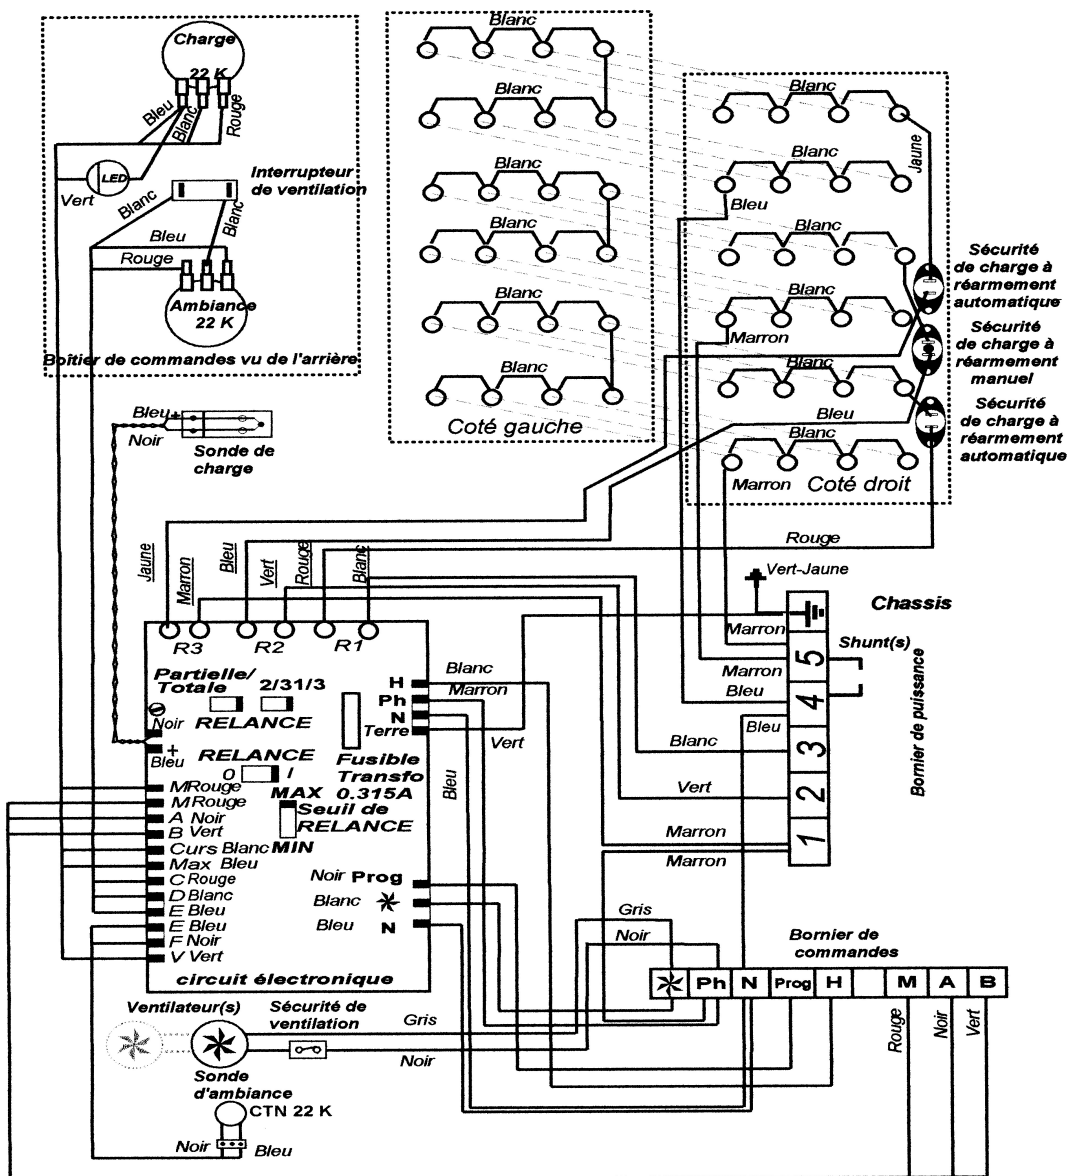 Charge
22 K
Bleu
Blanc
Rouge
LED
Vert
Interrupteur
de ventilation
Blanc
Blanc
Bleu
Rouge
Ambiance
22 K
Boîtier de commandes vu de l'arrière
Blanc
Blanc
Blanc
Blanc
Blanc
Blanc
Coté gauche
Blanc
Jaune
Blanc
Bleu
Blanc
Blanc
Marron
Blanc
Bleu
Blanc
Marron
Coté droit
Sécurité
de charge à
réarmement
automatique
Sécurité
de charge à
réarmement
manuel
Sécurité
de charge à
réarmement
automatique
Bleu +
Noir
Sonde de
charge
Rouge
Jaune
Marron
Bleu
Vert
Rouge
Blanc
R3
R2
R1
Vert-Jaune
Chassis
Marron
Marron
Bleu
Bleu
Blanc
Vert
Marron
Marron
5
4
3
2
1
Shunt(s)
Bornier de puissance
Partielle/
Totale
2/31/3
RELANCE
Noir
+
Bleu
RELANCE
O I
MAX
Seuil de
RELANCE
MIN
Fusible
Transfo
0.315A
H
Ph
N
Terre
Blanc
Marron
Vert
Bleu
M Rouge
M Rouge
A Noir
B Vert
Curs Blanc
Max Bleu
C Rouge
D Blanc
E Bleu
E Bleu
F Noir
V Vert
Noir Prog
Blanc
Bleu N
circuit électronique
Gris
Noir
Bornier de
commandes
Ph N Prog H M A B
Rouge
Noir
Vert
Ventilateur(s)
Sécurité de
ventilation
Gris
Noir
Sonde
d'ambiance
CTN 22 K
Noir
Bleu